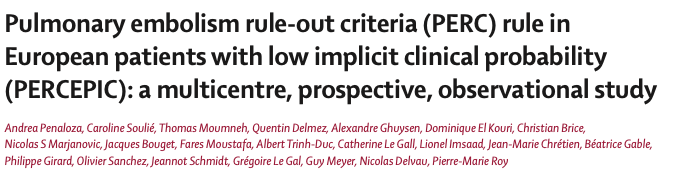 Pulmonary embolism rule-out criteria (PERC) rule in
European patients with low implicit clinical probability
(PERCEPIC): a multicentre, prospective, observational study
Andrea Penaloza, Caroline Soulié, Thomas Moumneh, Quentin Delmez, Alexandre Ghuysen, Dominique El Kouri, Christian Brice,
Nicolas S Marjanovic, Jacques Bouget, Fares Moustafa, Albert Trinh-Duc, Catherine Le Gall, Lionel Imsaad, Jean-Marie Chrétien, Béatrice Gable,
Philippe Girard, Olivier Sanchez, Jeannot Schmidt, Grégoire Le Gal, Guy Meyer, Nicolas Delvau, Pierre-Marie Roy